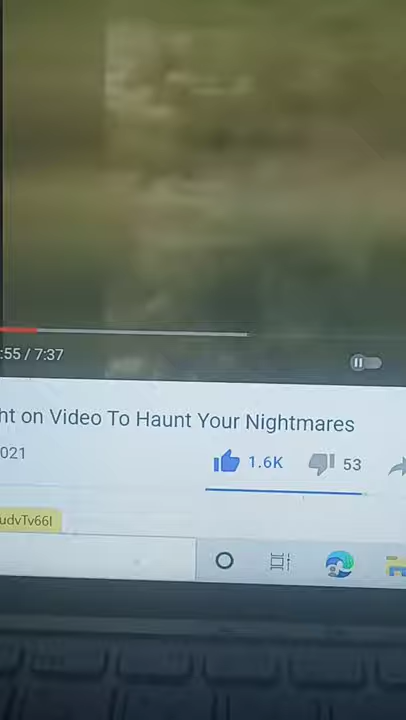 :55 / 7:37
ht on Video To Haunt Your Nightmares
021
1.6K
53
udvTv66l